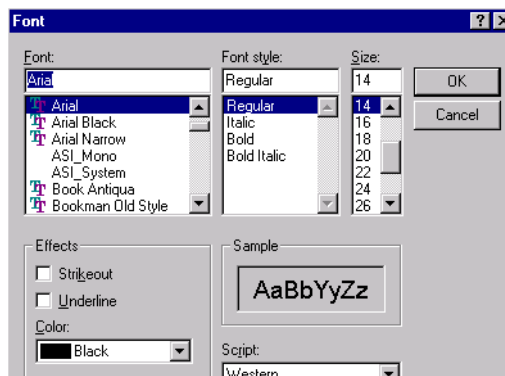 Font
Font: Font style: Size:
Arial Regular 14 OK
Arial Regular 14 Cancel
Arial Black Italic 16
Arial Narrow Bold 18
ASI_Mono Bold Italic 20
ASI_System 22
Book Antiqua 24
Bookman Old Style 26
Effects Sample
Strikeout
Underline AaBbYyZz
Color:
Black Script:
Western